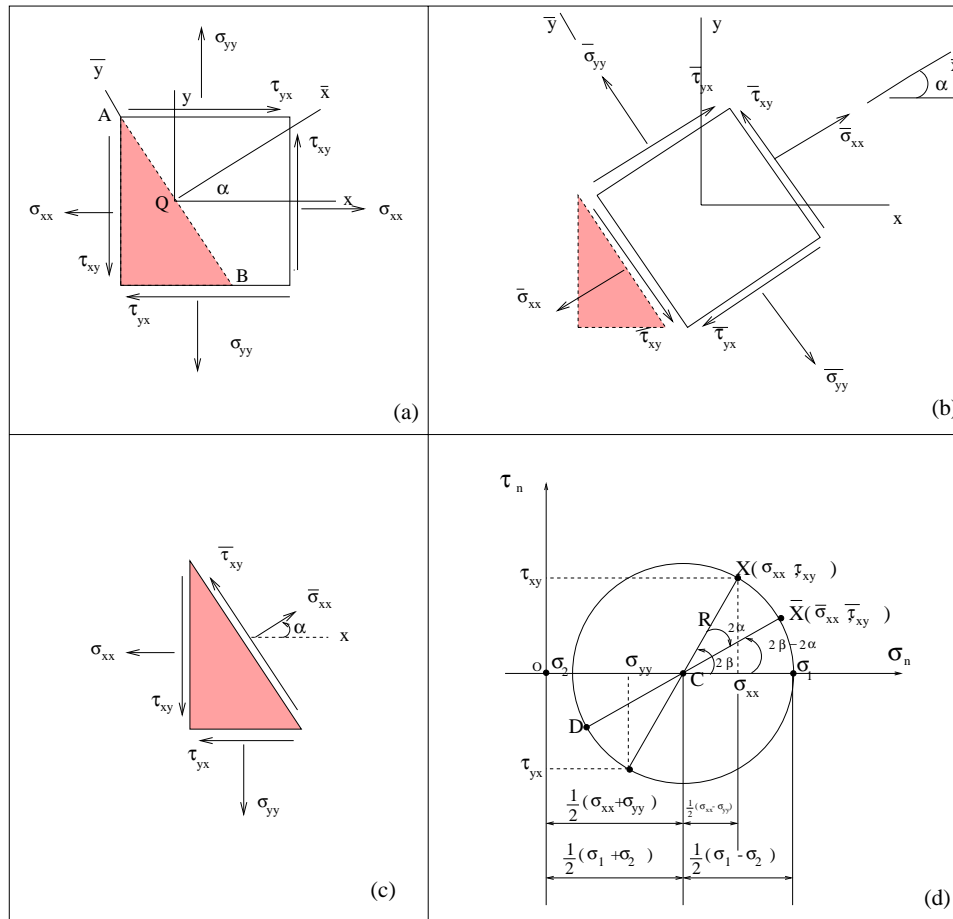 σyy
y̅
y
τyx
x̅
A
τxy
α
Q
x
σxx
σxx
τxy
B
τyx
σyy
(a)
y̅
y
σ̅yy
τ̅yx
τ̅xy
α
σ̅xx
x
σ̅xx
τ̅xy
τ̅yx
σ̅yy
(b)
τ̅xy
σ̅xx
α
x
σxx
τxy
τyx
σyy
(c)
τn
τxy
X(σxx, τxy)
X̅(σ̅xx, τ̅xy)
R
2α
2β
2β−2α
O
σ2
σyy
C
σxx
σ1
σn
D
τyx
1/2(σxx+σyy)
1/2(σxx-σyy)
1/2(σ1+σ2)
1/2(σ1-σ2)
(d)